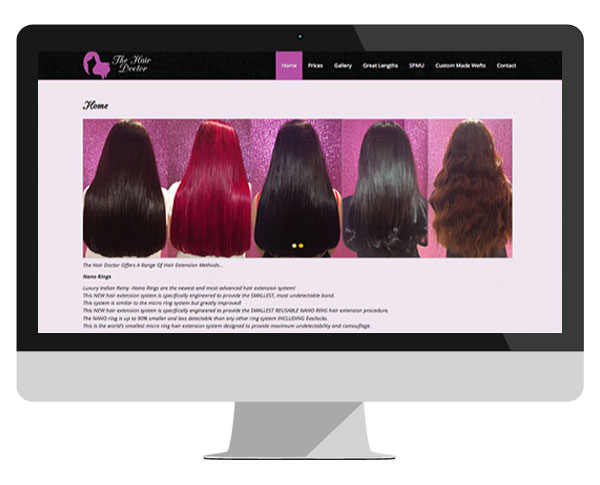 The Hair
Doctor
Home Prices Gallery Great Lengths SPMU Custom Made Wefts Contact
Home
The Hair Doctor Offers A Range Of Hair Extension Methods...
Nano Rings
Luxury Indian Remy -Nano Rings are the newest and most advanced hair extension system!
This NEW hair extension system is specifically engineered to provide the SMALLEST, most undetectable bond.
This system is similar to the micro ring system but greatly improved!
This NEW hair extension system is specifically engineered to provide the SMALLEST REUSABLE NANO RING hair extension procedure.
The NANO ring is up to 90% smaller and less detectable than any other ring system INCLUDING Easilocks.
This is the world's smallest micro ring hair extension system designed to provide maximum undetectability and camouflage.